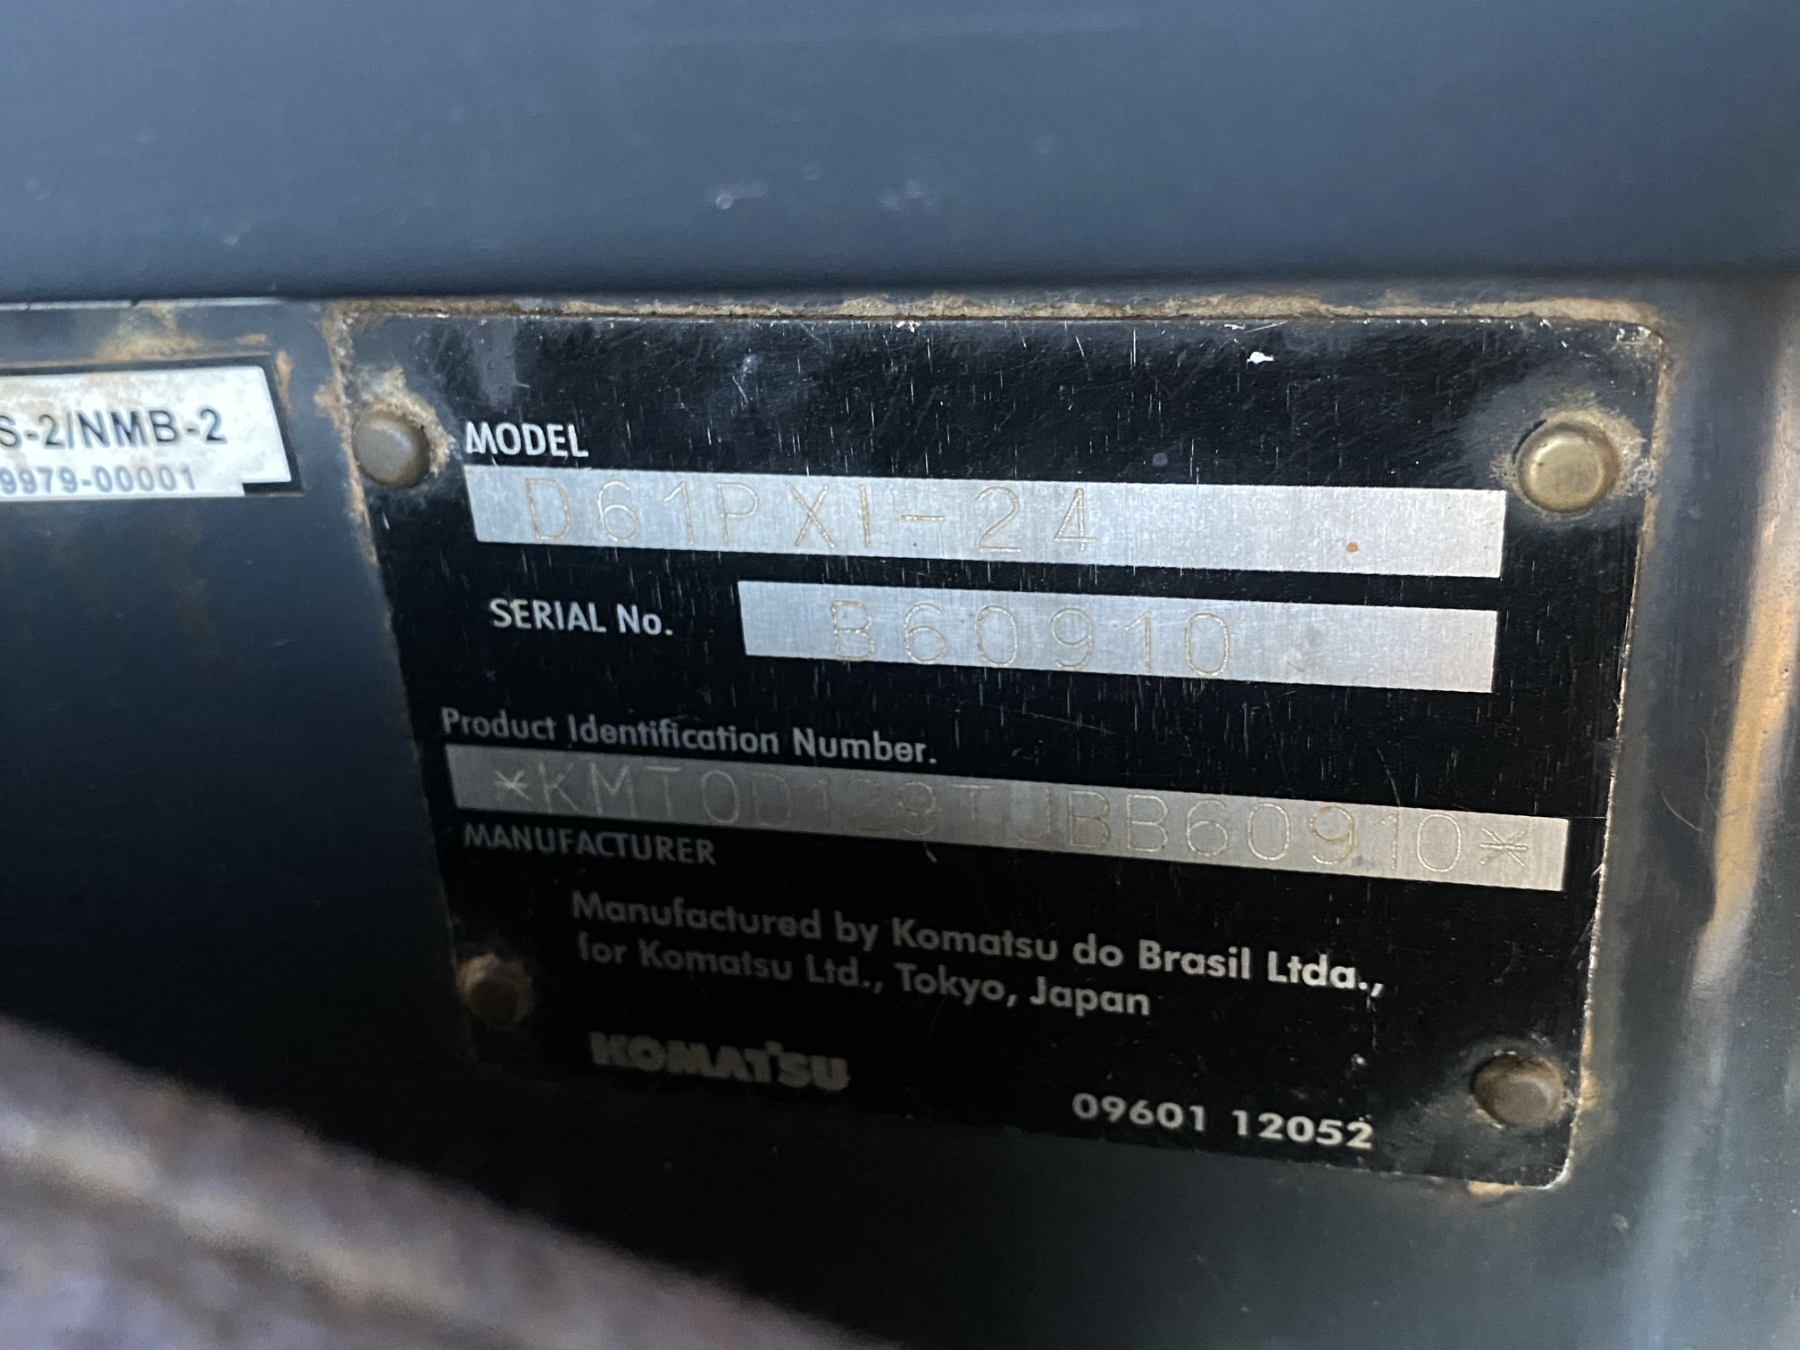 S-2/NMB-2
9979-00001
MODEL
D61PXI-24
SERIAL No.
B60910
Product Identification Number.
*KMT0D129TJBB60910*
MANUFACTURER
Manufactured by Komatsu do Brasil Ltda.,
for Komatsu Ltd., Tokyo, Japan
KOMATSU
09601 12052